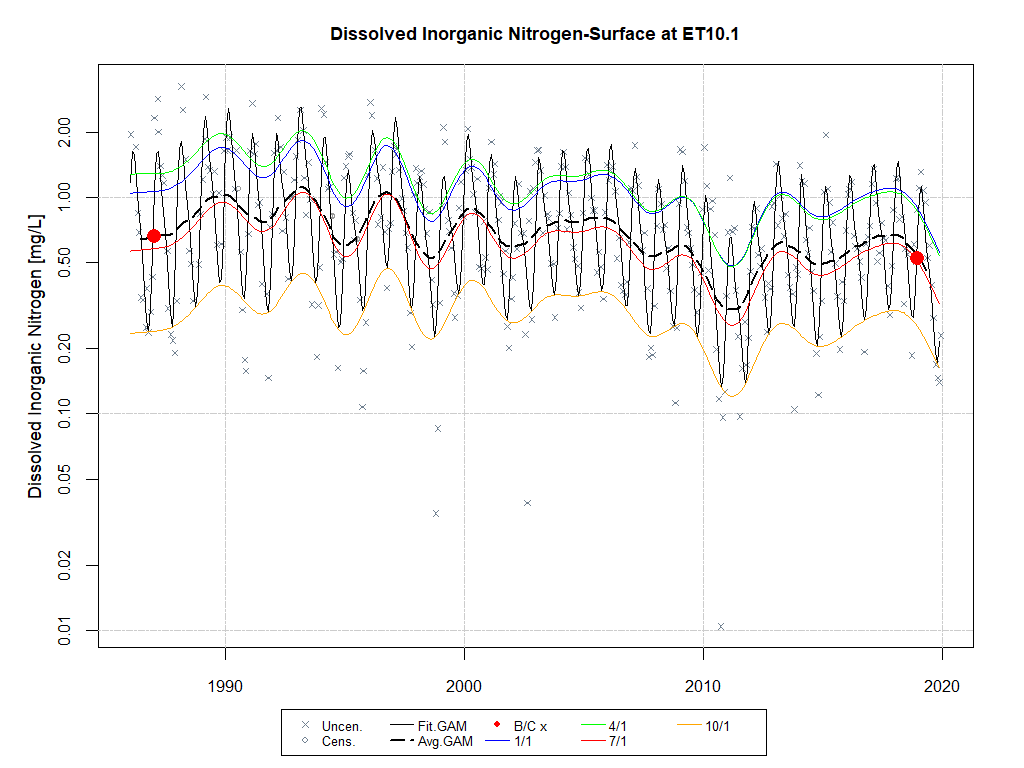 Dissolved Inorganic Nitrogen-Surface at ET10.1
Dissolved Inorganic Nitrogen [mg/L]
2.00
1.00
0.50
0.20
0.10
0.05
0.02
0.01
1990 2000 2010 2020
Uncen. Fit.GAM B/C x 4/1 10/1
Cens. Avg.GAM 1/1 7/1